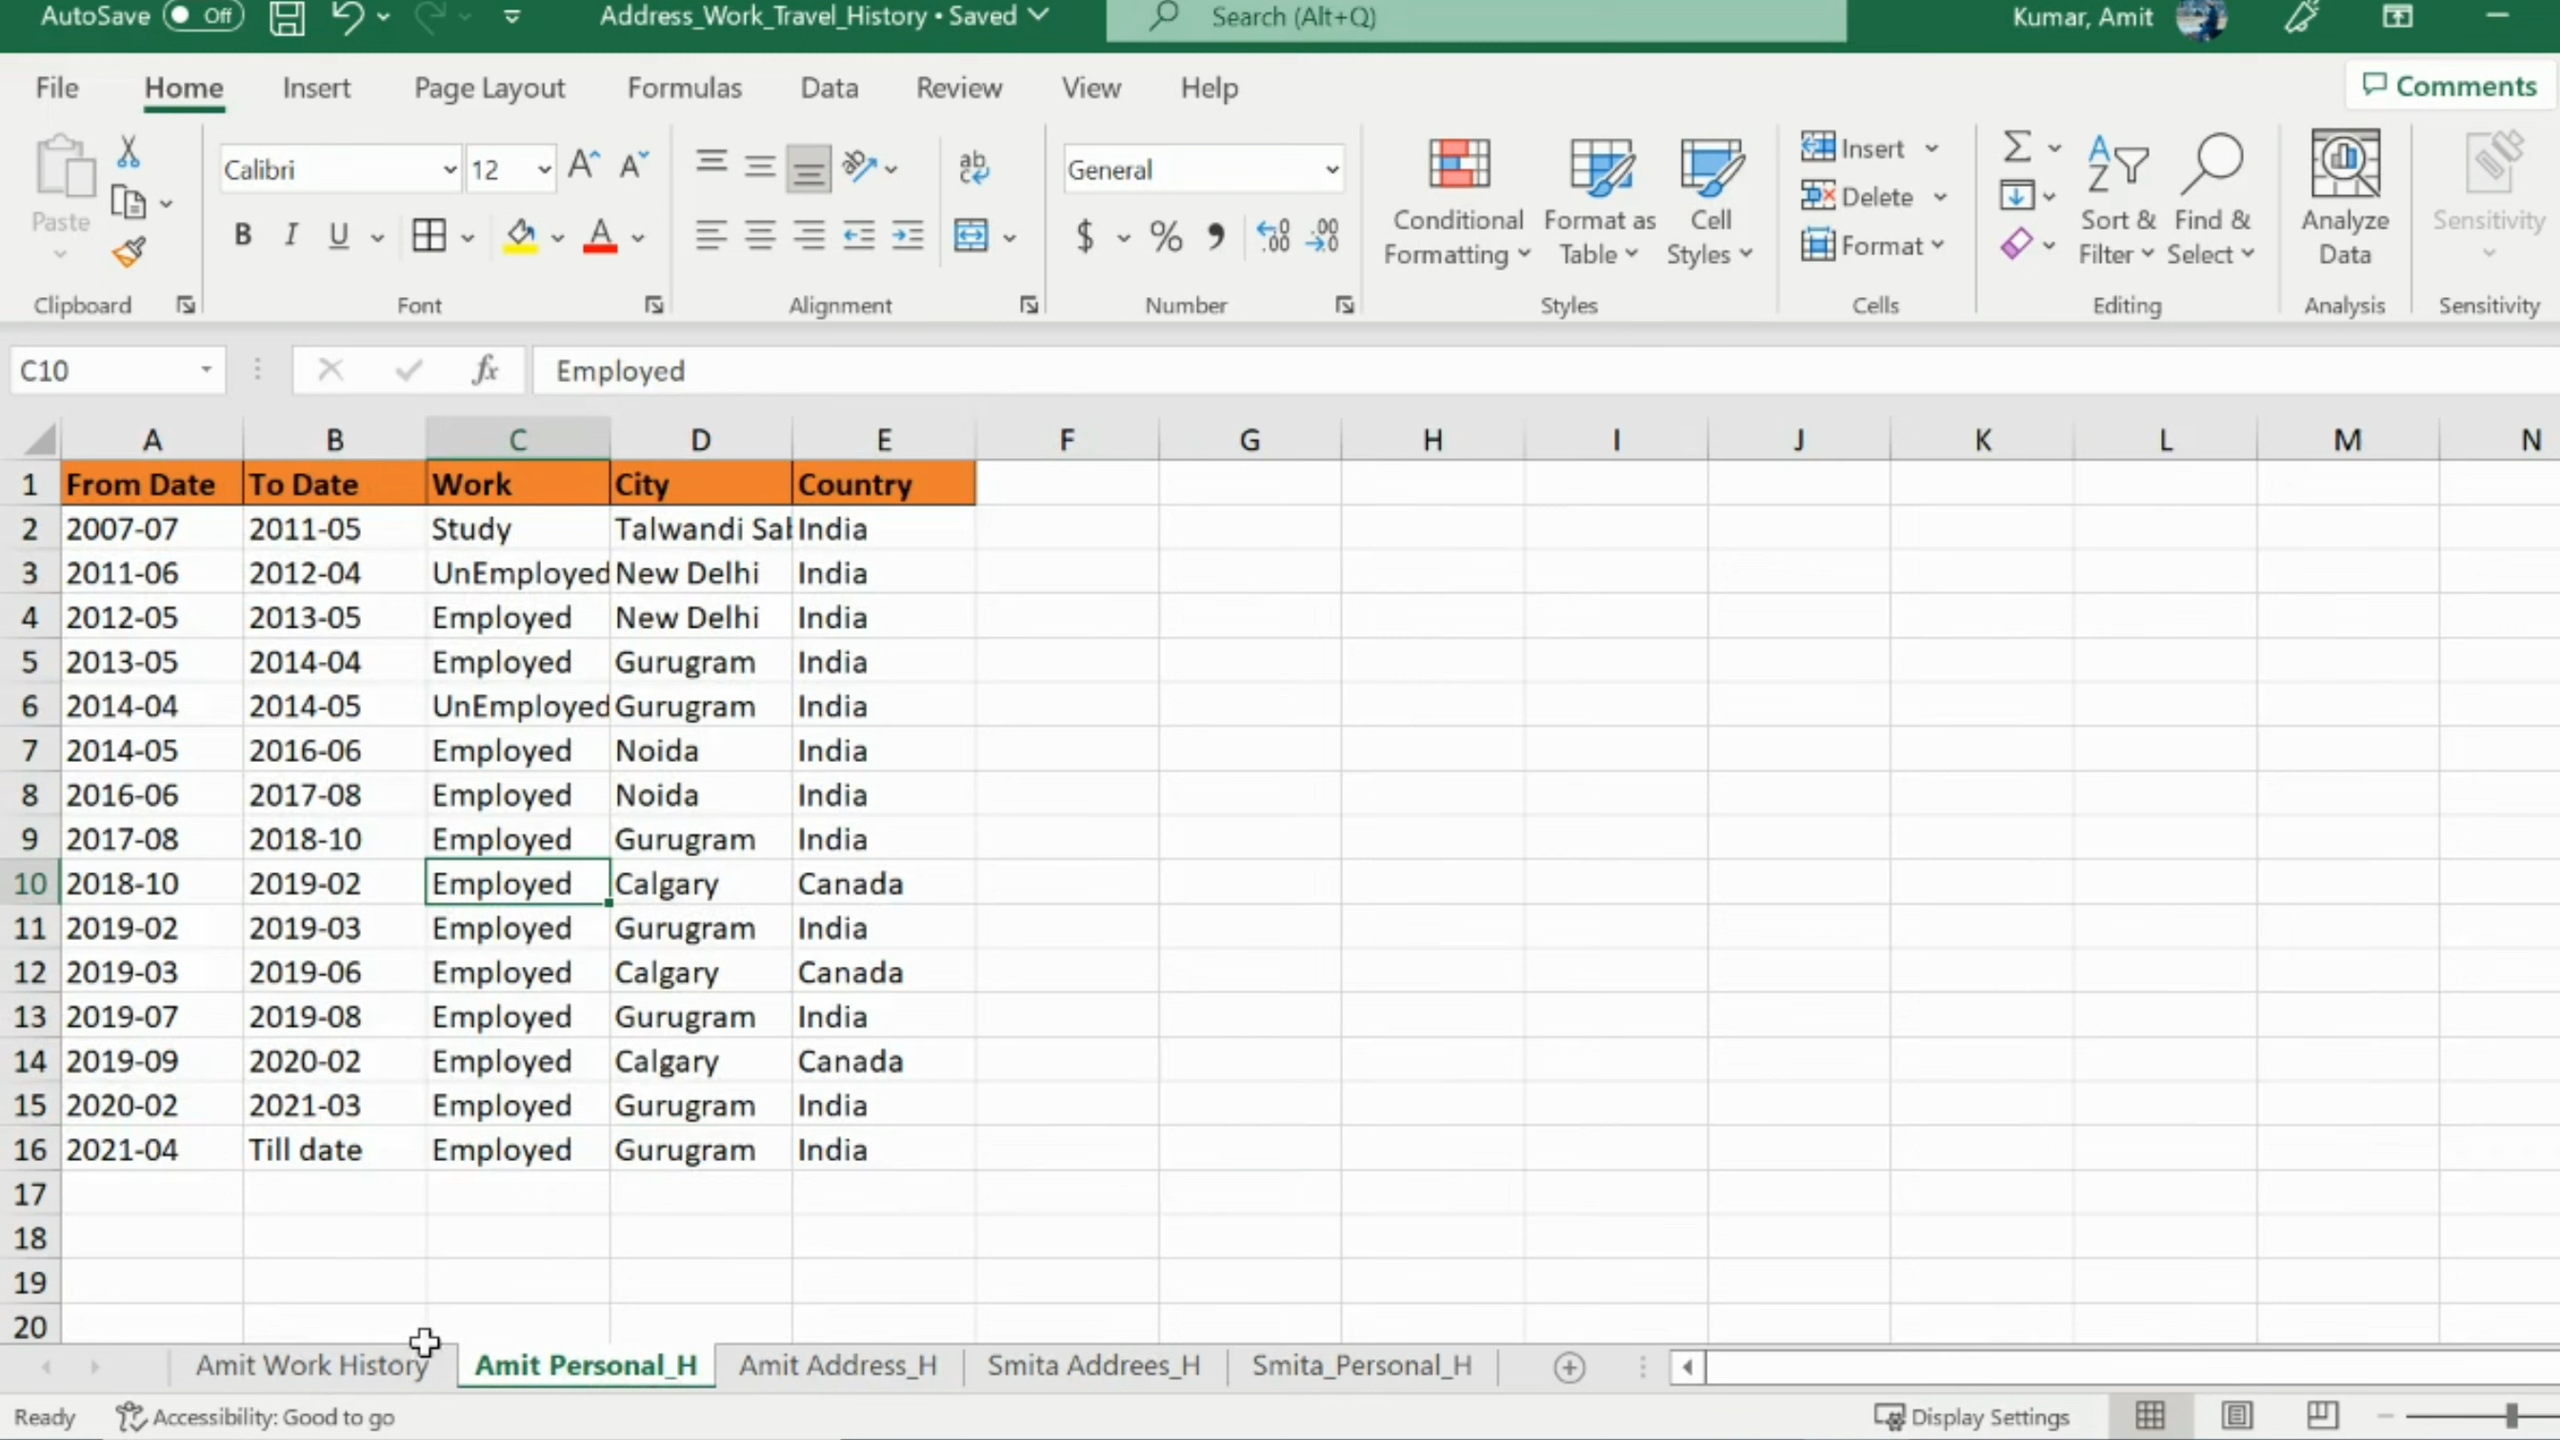 AutoSave Off Address_Work_Travel_History • Saved Search (Alt+Q) Kumar, Amit
File Home Insert Page Layout Formulas Data Review View Help Comments
Paste Calibri 12 General Conditional Formatting Format as Table Cell Styles Insert Delete Format Sort & Filter Find & Select Analyze Data Sensitivity
Clipboard Font Alignment Number Styles Cells Editing Analysis Sensitivity
C10 fx Employed
A B C D E F G H I J K L M N
1 From Date To Date Work City Country
2 2007-07 2011-05 Study Talwandi Sa India
3 2011-06 2012-04 UnEmployed New Delhi India
4 2012-05 2013-05 Employed New Delhi India
5 2013-05 2014-04 Employed Gurugram India
6 2014-04 2014-05 UnEmployed Gurugram India
7 2014-05 2016-06 Employed Noida India
8 2016-06 2017-08 Employed Noida India
9 2017-08 2018-10 Employed Gurugram India
10 2018-10 2019-02 Employed Calgary Canada
11 2019-02 2019-03 Employed Gurugram India
12 2019-03 2019-06 Employed Calgary Canada
13 2019-07 2019-08 Employed Gurugram India
14 2019-09 2020-02 Employed Calgary Canada
15 2020-02 2021-03 Employed Gurugram India
16 2021-04 Till date Employed Gurugram India
17
18
19
20
Amit Work History Amit Personal_H Amit Address_H Smita Addrees_H Smita_Personal_H
Ready Accessibility: Good to go Display Settings